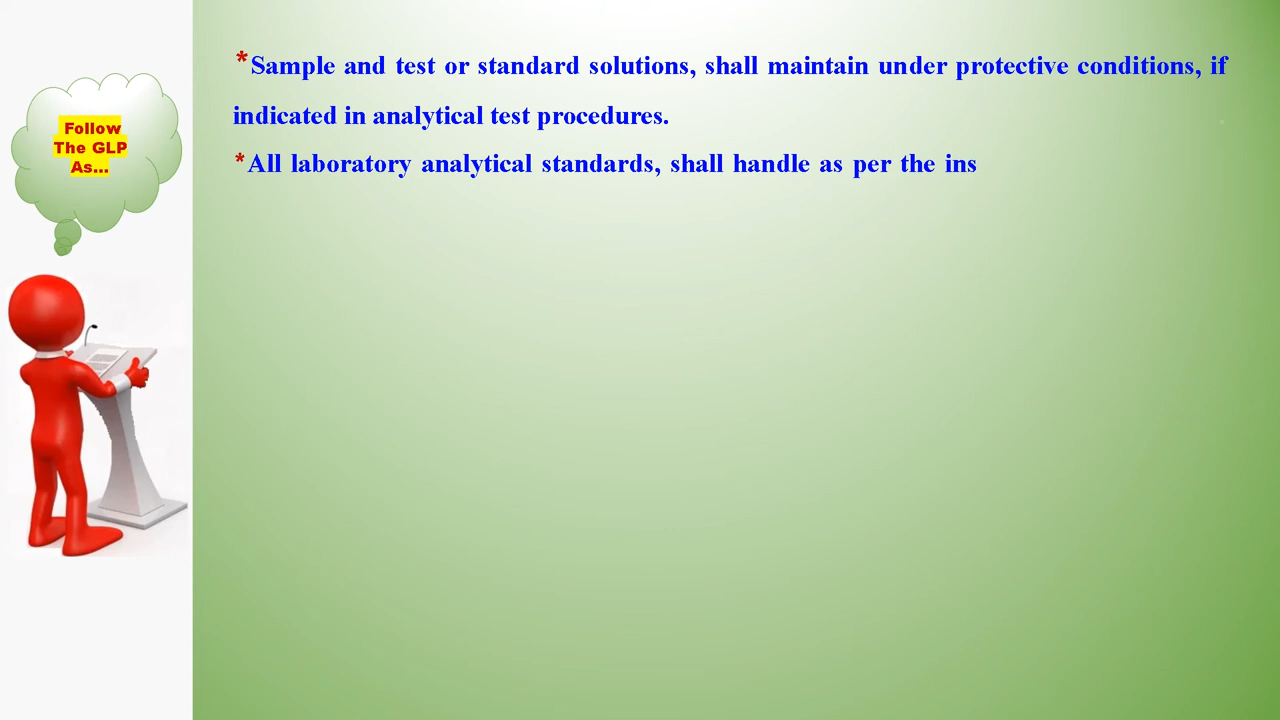 Follow
The GLP
As...
*Sample and test or standard solutions, shall maintain under protective conditions, if
indicated in analytical test procedures.
*All laboratory analytical standards, shall handle as per the ins